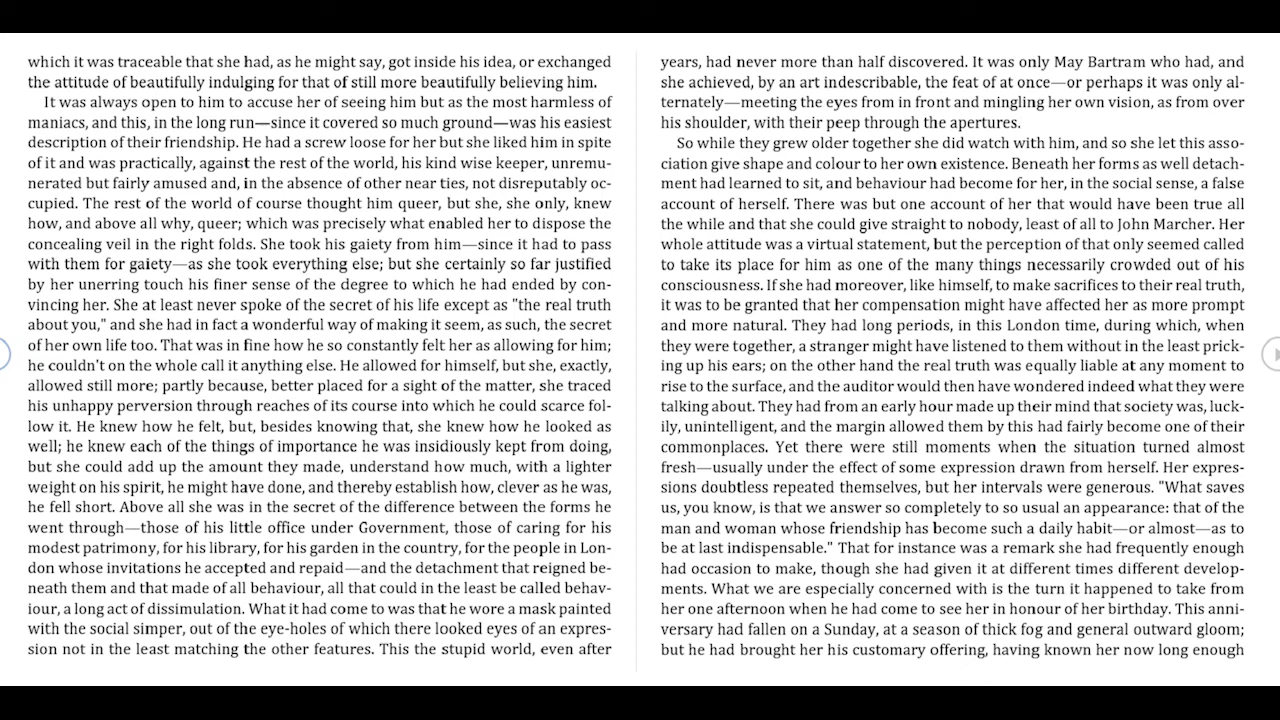 which it was traceable that she had, as he might say, got inside his idea, or exchanged
the attitude of beautifully indulging for that of still more beautifully believing him.
It was always open to him to accuse her of seeing him but as the most harmless of
maniacs, and this, in the long run—since it covered so much ground—was his easiest
description of their friendship. He had a screw loose for her but she liked him in spite
of it and was practically, against the rest of the world, his kind wise keeper, unremu-
nerated but fairly amused and, in the absence of other near ties, not disreputably oc-
cupied. The rest of the world of course thought him queer, but she, she only, knew
how, and above all why, queer; which was precisely what enabled her to dispose the
concealing veil in the right folds. She took his gaiety from him—since it had to pass
with them for gaiety—as she took everything else; but she certainly so far justified
by her unerring touch his finer sense of the degree to which he had ended by con-
vincing her. She at least never spoke of the secret of his life except as "the real truth
about you," and she had in fact a wonderful way of making it seem, as such, the secret
of her own life too. That was in fine how he so constantly felt her as allowing for him;
he couldn't on the whole call it anything else. He allowed for himself, but she, exactly,
allowed still more; partly because, better placed for a sight of the matter, she traced
his unhappy perversion through reaches of its course into which he could scarce fol-
low it. He knew how he felt, but, besides knowing that, she knew how he looked as
well; he knew each of the things of importance he was insidiously kept from doing,
but she could add up the amount they made, understand how much, with a lighter
weight on his spirit, he might have done, and thereby establish how, clever as he was,
he fell short. Above all she was in the secret of the difference between the forms he
went through—those of his little office under Government, those of caring for his
modest patrimony, for his library, for his garden in the country, for the people in Lon-
don whose invitations he accepted and repaid—and the detachment that reigned be-
neath them and that made of all behaviour, all that could in the least be called behav-
iour, a long act of dissimulation. What it had come to was that he wore a mask painted
with the social simper, out of the eye-holes of which there looked eyes of an expres-
sion not in the least matching the other features. This the stupid world, even after
years, had never more than half discovered. It was only May Bartram who had, and
she achieved, by an art indescribable, the feat of at once—or perhaps it was only al-
ternately—meeting the eyes from in front and mingling her own vision, as from over
his shoulder, with their peep through the apertures.
So while they grew older together she did watch with him, and so she let this asso-
ciation give shape and colour to her own existence. Beneath her forms as well detach-
ment had learned to sit, and behaviour had become for her, in the social sense, a false
account of herself. There was but one account of her that would have been true all
the while and that she could give straight to nobody, least of all to John Marcher. Her
whole attitude was a virtual statement, but the perception of that only seemed called
to take its place for him as one of the many things necessarily crowded out of his
consciousness. If she had moreover, like himself, to make sacrifices to their real truth,
it was to be granted that her compensation might have affected her as more prompt
and more natural. They had long periods, in this London time, during which, when
they were together, a stranger might have listened to them without in the least prick-
ing up his ears; on the other hand the real truth was equally liable at any moment to
rise to the surface, and the auditor would then have wondered indeed what they were
talking about. They had from an early hour made up their mind that society was, luck-
ily, unintelligent, and the margin allowed them by this had fairly become one of their
commonplaces. Yet there were still moments when the situation turned almost
fresh—usually under the effect of some expression drawn from herself. Her expres-
sions doubtless repeated themselves, but her intervals were generous. "What saves
us, you know, is that we answer so completely to so usual an appearance: that of the
man and woman whose friendship has become such a daily habit—or almost—as to
be at last indispensable." That for instance was a remark she had frequently enough
had occasion to make, though she had given it at different times different develop-
ments. What we are especially concerned with is the turn it happened to take from
her one afternoon when he had come to see her in honour of her birthday. This anni-
versary had fallen on a Sunday, at a season of thick fog and general outward gloom;
but he had brought her his customary offering, having known her now long enough